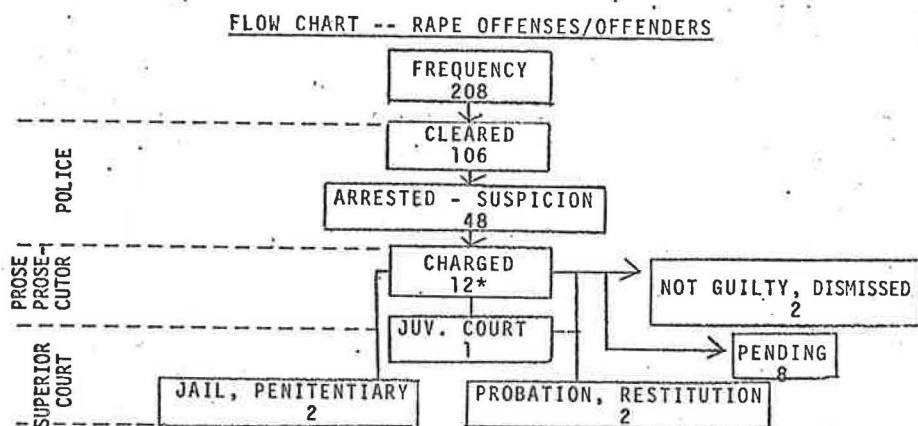 FLOW CHART -- RAPE OFFENSES/OFFENDERS
FREQUENCY
208
CLEARED
106
POLICE
ARRESTED - SUSPICION
48
PROSE
PROSE-
CUTOR
CHARGED
12*
NOT GUILTY, DISMISSED
2
JUV. COURT
1
PENDING
8
SUPERIOR
COURT
JAIL, PENITENTIARY
2
PROBATION, RESTITUTION
2